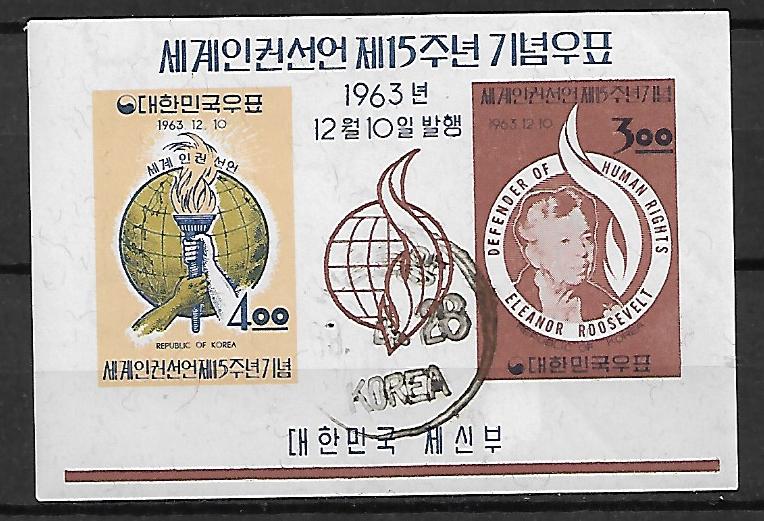 세계인권선언 제15주년 기념우표
1963년
12월 10일 발행
대한민국우표
1963. 12. 10
세계 인권 선언
4.00
REPUBLIC OF KOREA
세계인권선언제15주년기념
세계인권선언제15주년기념
1963. 12. 10
3.00
DEFENDER OF HUMAN RIGHTS
ELEANOR ROOSEVELT
REPUBLIC OF KOREA
대한민국우표
28
KOREA
대한민국 체신부